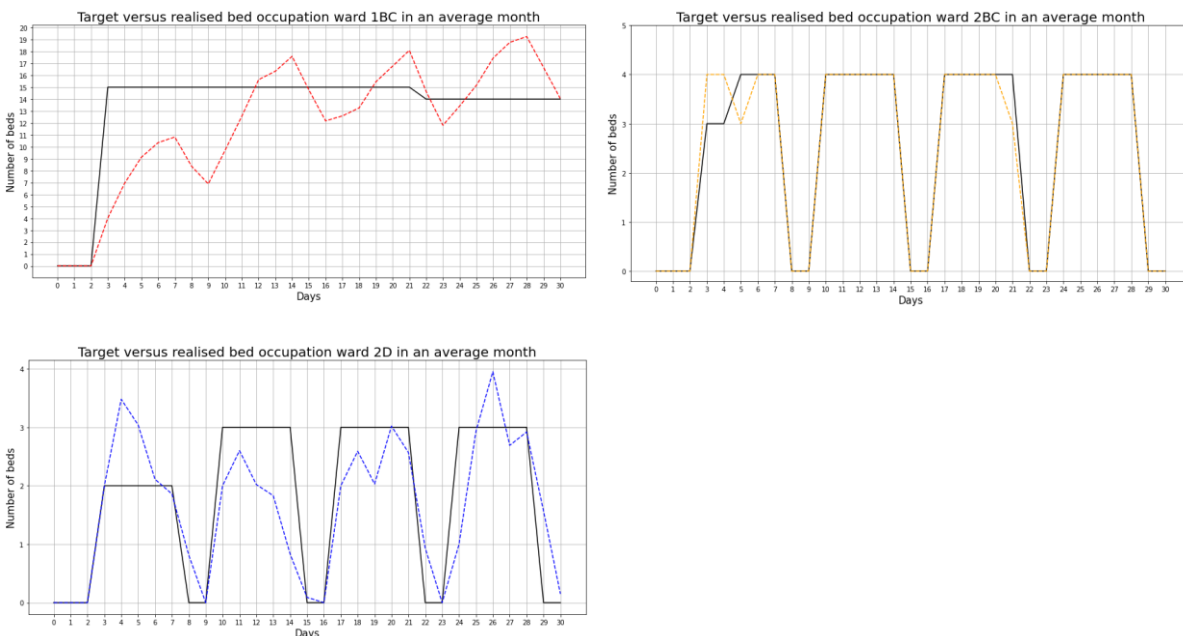 Target versus realised bed occupation ward 1BC in an average month
Number of beds
20
19
18
17
16
15
14
13
12
11
10
9
8
7
6
5
4
3
2
1
0
0 1 2 3 4 5 6 7 8 9 10 11 12 13 14 15 16 17 18 19 20 21 22 23 24 25 26 27 28 29 30
Days
Target versus realised bed occupation ward 2BC in an average month
Number of beds
5
4
3
2
1
0
0 1 2 3 4 5 6 7 8 9 10 11 12 13 14 15 16 17 18 19 20 21 22 23 24 25 26 27 28 29 30
Days
Target versus realised bed occupation ward 2D in an average month
Number of beds
4
3
2
1
0
0 1 2 3 4 5 6 7 8 9 10 11 12 13 14 15 16 17 18 19 20 21 22 23 24 25 26 27 28 29 30
Days